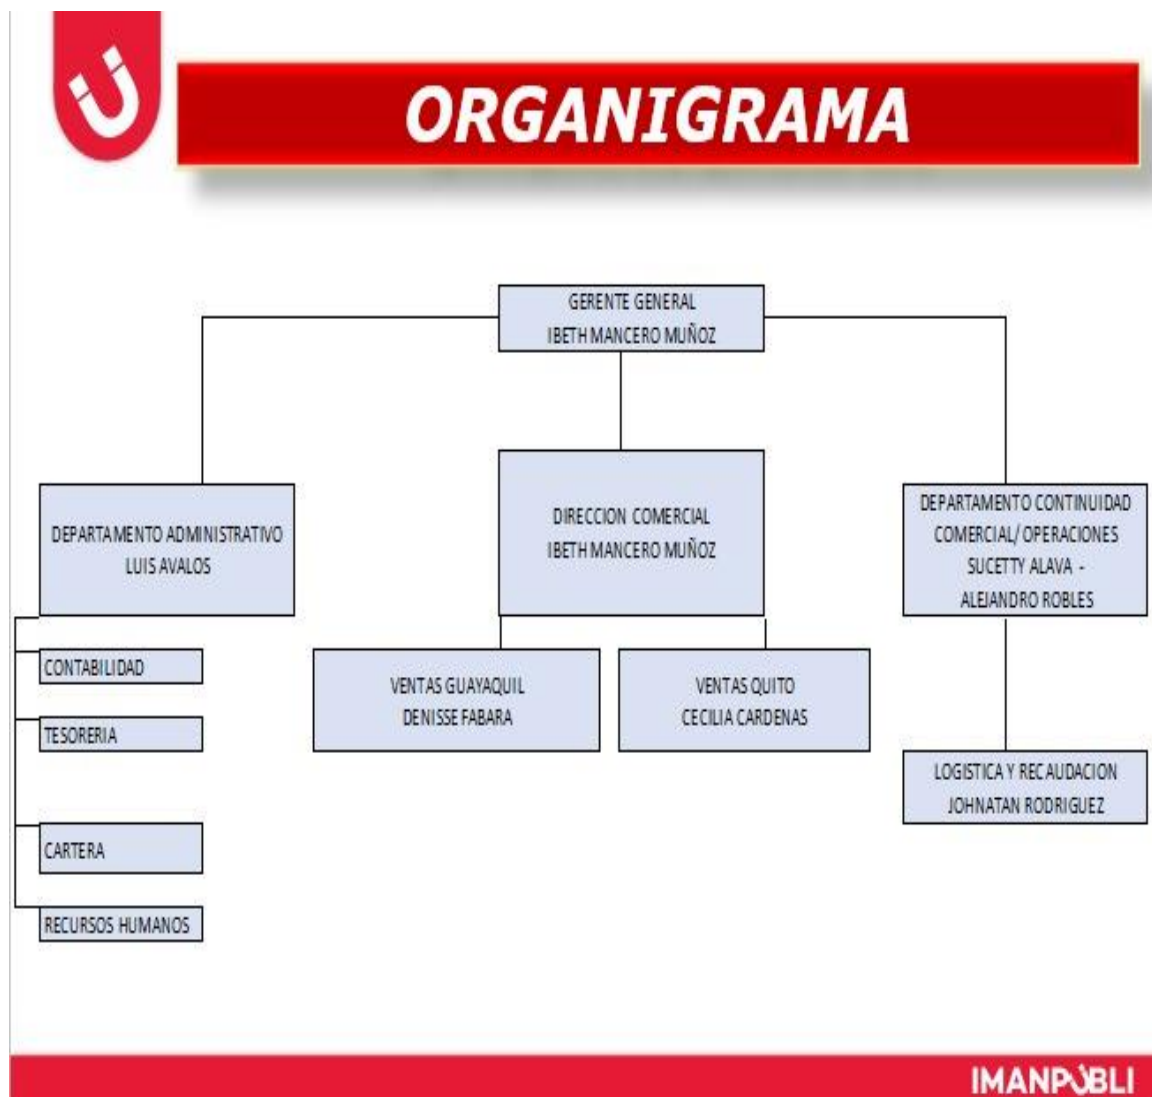 ORGANIGRAMA
GERENTE GENERAL
IBETH MANCERO MUÑOZ
DEPARTAMENTO ADMINISTRATIVO
LUIS AVALOS
DIRECCION COMERCIAL
IBETH MANCERO MUÑOZ
DEPARTAMENTO CONTINUIDAD
COMERCIAL/ OPERACIONES
SUCETTY ALAVA -
ALEJANDRO ROBLES
CONTABILIDAD
TESORERIA
CARTERA
RECURSOS HUMANOS
VENTAS GUAYAQUIL
DENISSE FABARA
VENTAS QUITO
CECILIA CARDENAS
LOGISTICA Y RECAUDACION
JOHNATAN RODRIGUEZ
IMANPÚBLI